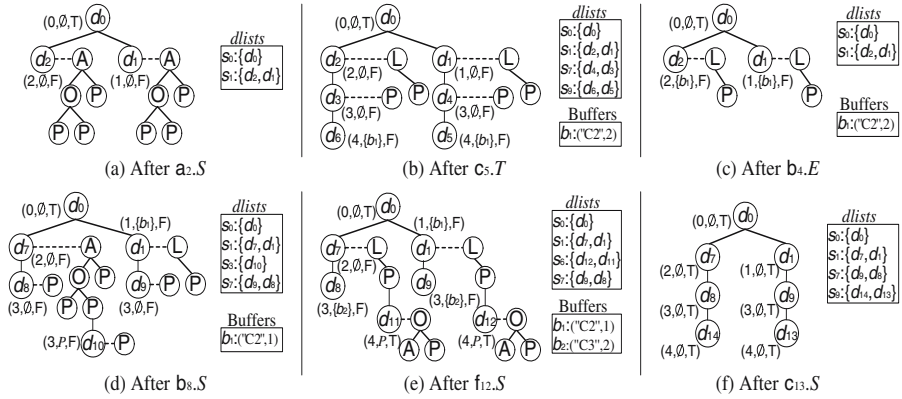 (0,∅,T) d₀
d₂ A d₁ A
(2,∅,F) (1,∅,F)
O P O P
P P P P
dlists
s₀:{d₀}
s₁:{d₂,d₁}
(a) After a₂.S
(0,∅,T) d₀
d₂ L d₁ L
(2,∅,F) (1,∅,F)
P P
d₃ P d₄ P
(3,∅,F) (3,∅,F)
d₆ (4,{b₁},F) d₅
(4,{b₁},F)
dlists
s₀:{d₀}
s₁:{d₂,d₁}
s₇:{d₄,d₃}
s₉:{d₆,d₅}
Buffers
b₁:("C2",2)
(b) After c₅.T
(0,∅,T) d₀
d₂ L d₁ L
(2,{b₁},F) (1,{b₁},F)
P P
dlists
s₀:{d₀}
s₁:{d₂,d₁}
Buffers
b₁:("C2",2)
(c) After b₄.E
(0,∅,T) d₀
(1,{b₁},F)
d₇ A d₁ L
(2,∅,F)
O P P
d₈ P d₉ P
(3,∅,F) P P (3,∅,F)
d₁₀ P
(3,P,F)
dlists
s₀:{d₀}
s₁:{d₇,d₁}
s₃:{d₁₀}
s₇:{d₉,d₈}
Buffers
b₁:("C2",1)
(d) After b₈.S
(0,∅,T) d₀
(1,{b₁},F)
d₇ L d₁ L
(2,∅,F)
P P
d₈ d₉
(3,{b₂},F) (3,{b₂},F)
d₁₁ O d₁₂ O
(4,P,T) (4,P,T)
A P A P
dlists
s₀:{d₀}
s₁:{d₇,d₁}
s₆:{d₁₂,d₁₁}
s₇:{d₉,d₈}
Buffers
b₁:("C2",1)
b₂:("C3",2)
(e) After f₁₂.S
(0,∅,T) d₀
d₇ d₁
(2,∅,T) (1,∅,T)
d₈ d₉
(3,∅,T) (3,∅,T)
d₁₄ d₁₃
(4,∅,T) (4,∅,T)
dlists
s₀:{d₀}
s₁:{d₇,d₁}
s₇:{d₉,d₈}
s₉:{d₁₄,d₁₃}
(f) After c₁₃.S